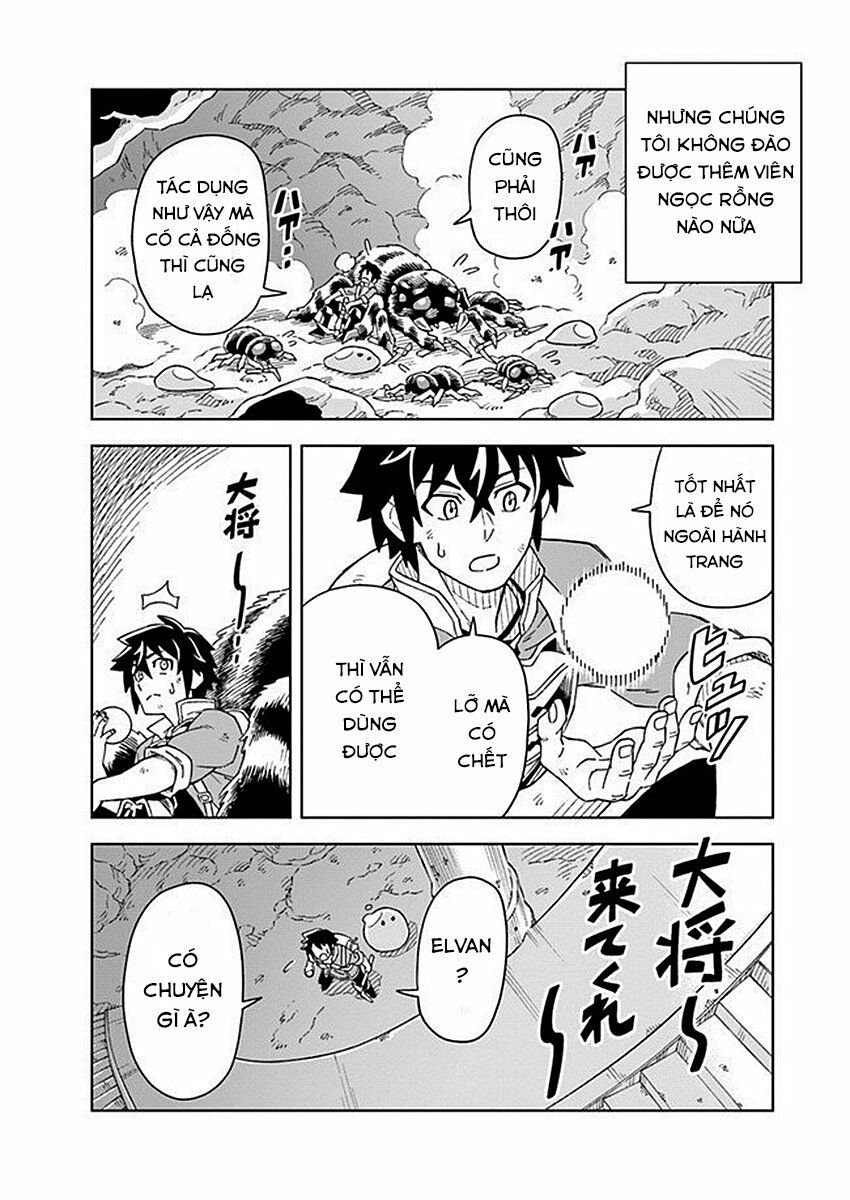 NHƯNG CHÚNG
TÔI KHÔNG ĐÀO
ĐƯỢC THÊM VIÊN
NGỌC RỒNG
NÀO NỮA
CŨNG
PHẢI
THÔI
ハァ…
TÁC DỤNG
NHƯ VẬY MÀ
CÓ CẢ ĐỐNG
THÌ CŨNG
LẠ
ハァ…
TỐT NHẤT
LÀ ĐỂ NÓ
NGOÀI HÀNH
TRANG
ヒュッ
LỠ MÀ
CÓ
CHẾT
THÌ VẪN
CÓ THỂ
DÙNG
ĐƯỢC
大将〜
大将〜
来てくれ〜
ELVAN
?
CÓ
CHUYỆN
GÌ À?